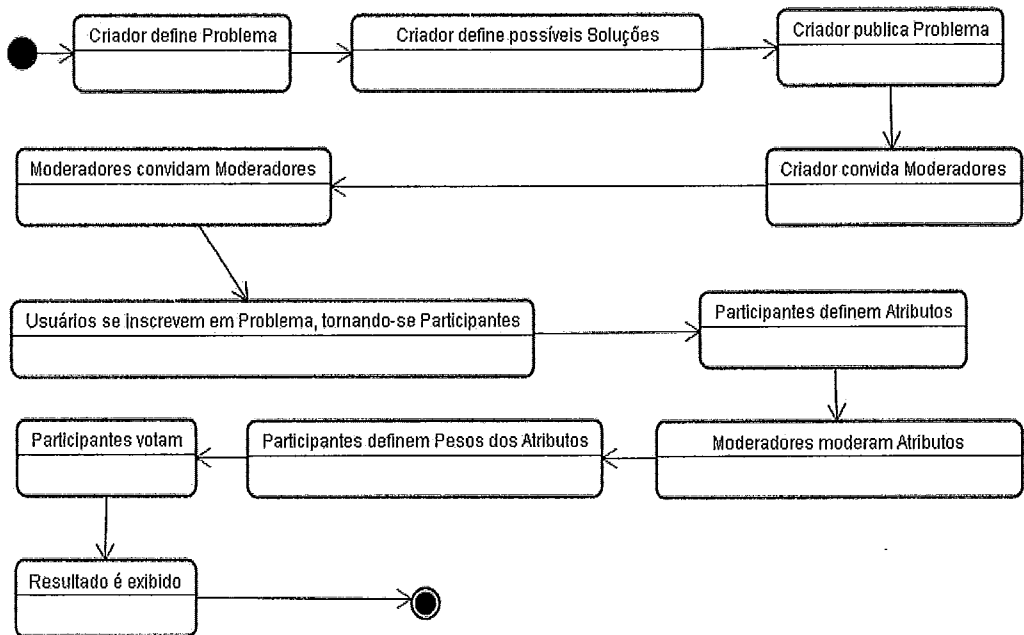 Criador define Problema
Criador define possíveis Soluções
Criador publica Problema
Moderadores convidam Moderadores
Criador convida Moderadores
Usuários se inscrevem em Problema, tornando-se Participantes
Participantes definem Atributos
Participantes votam
Participantes definem Pesos dos Atributos
Moderadores moderam Atributos
Resultado é exibido